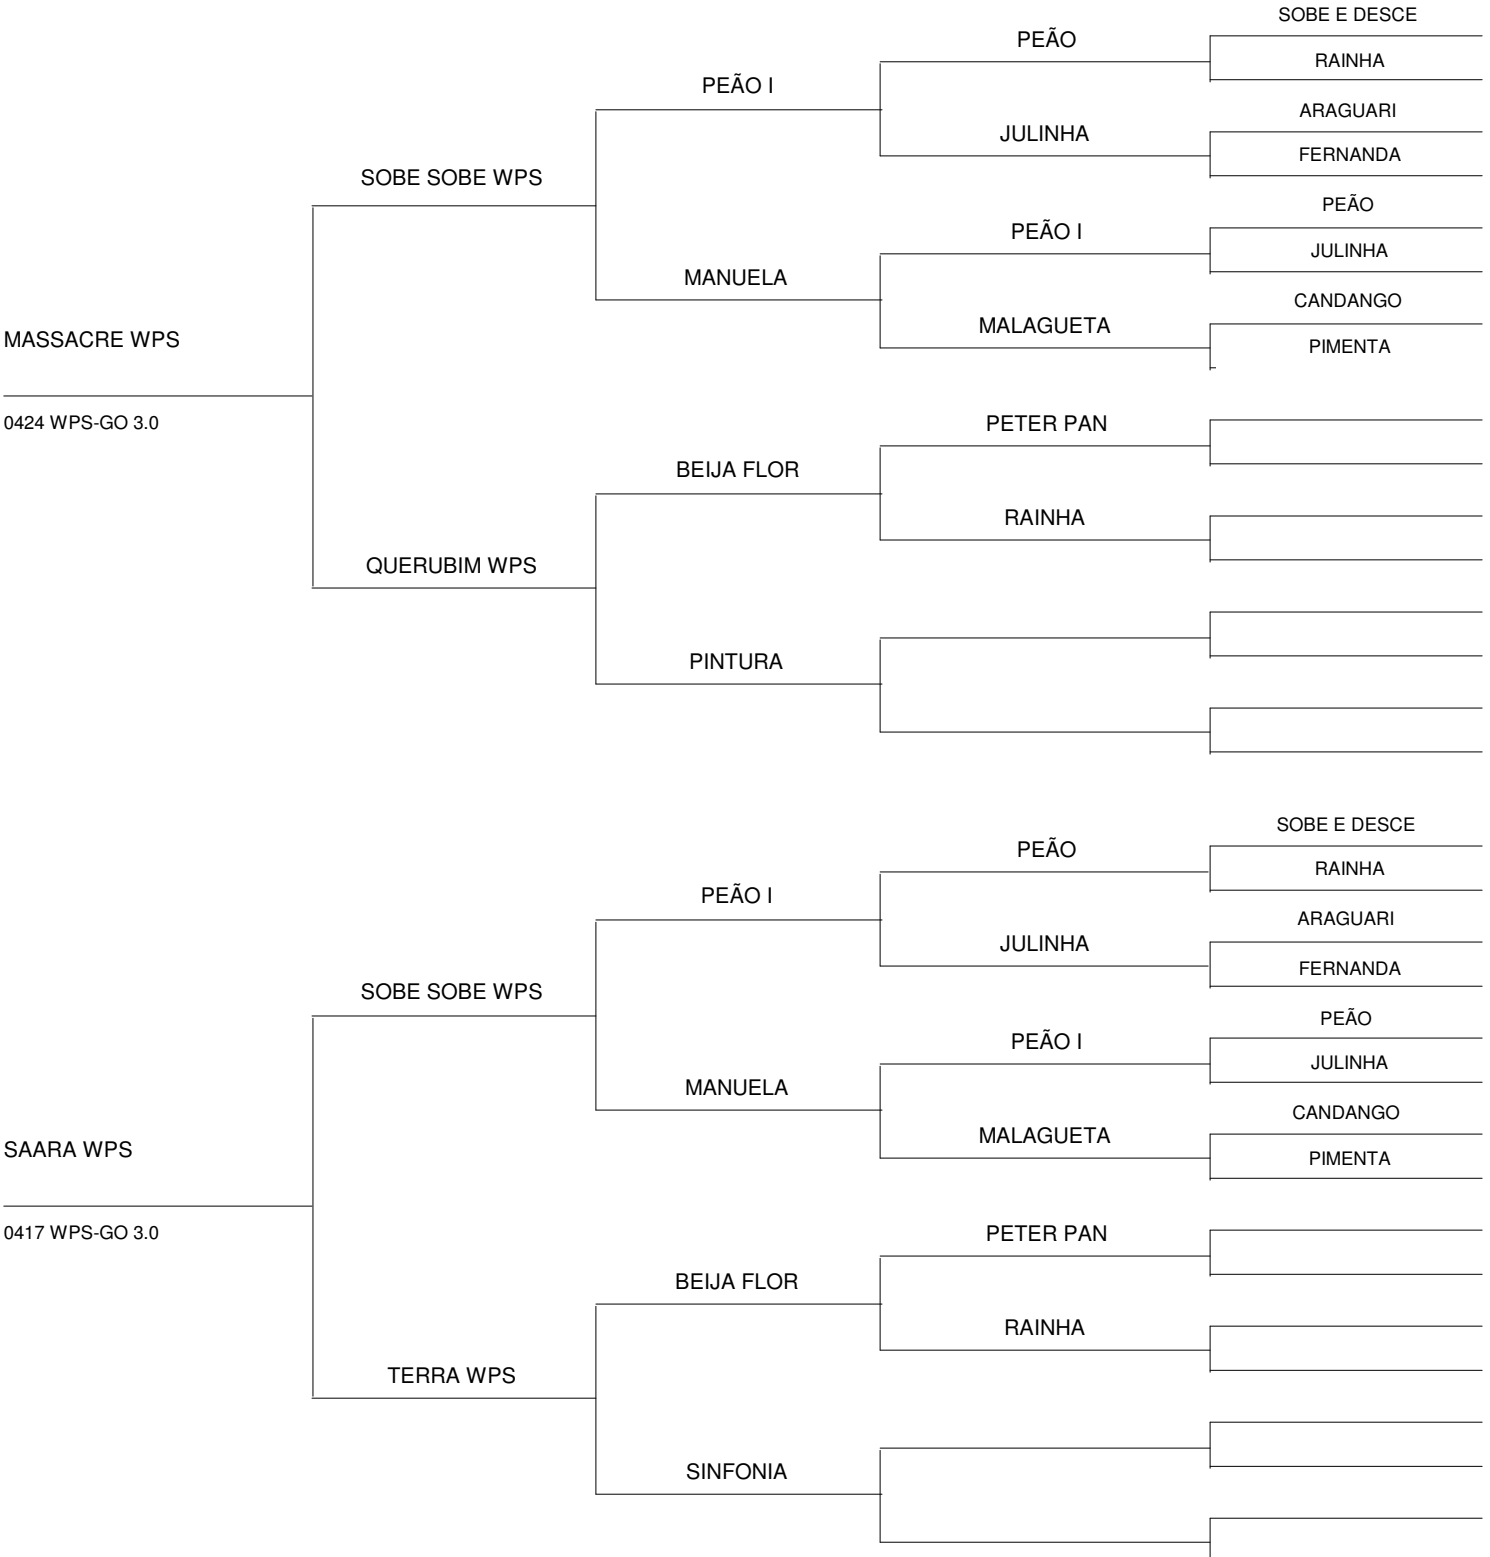 SOBE E DESCE
PEÃO
RAINHA
PEÃO I
ARAGUARI
JULINHA
FERNANDA
SOBE SOBE WPS
PEÃO
PEÃO I
JULINHA
MANUELA
CANDANGO
MALAGUETA
MASSACRE WPS
PIMENTA
0424 WPS-GO 3.0
PETER PAN
BEIJA FLOR
RAINHA
QUERUBIM WPS
PINTURA
SOBE E DESCE
PEÃO
RAINHA
PEÃO I
ARAGUARI
JULINHA
FERNANDA
SOBE SOBE WPS
PEÃO
PEÃO I
JULINHA
MANUELA
CANDANGO
MALAGUETA
SAARA WPS
PIMENTA
0417 WPS-GO 3.0
PETER PAN
BEIJA FLOR
RAINHA
TERRA WPS
SINFONIA